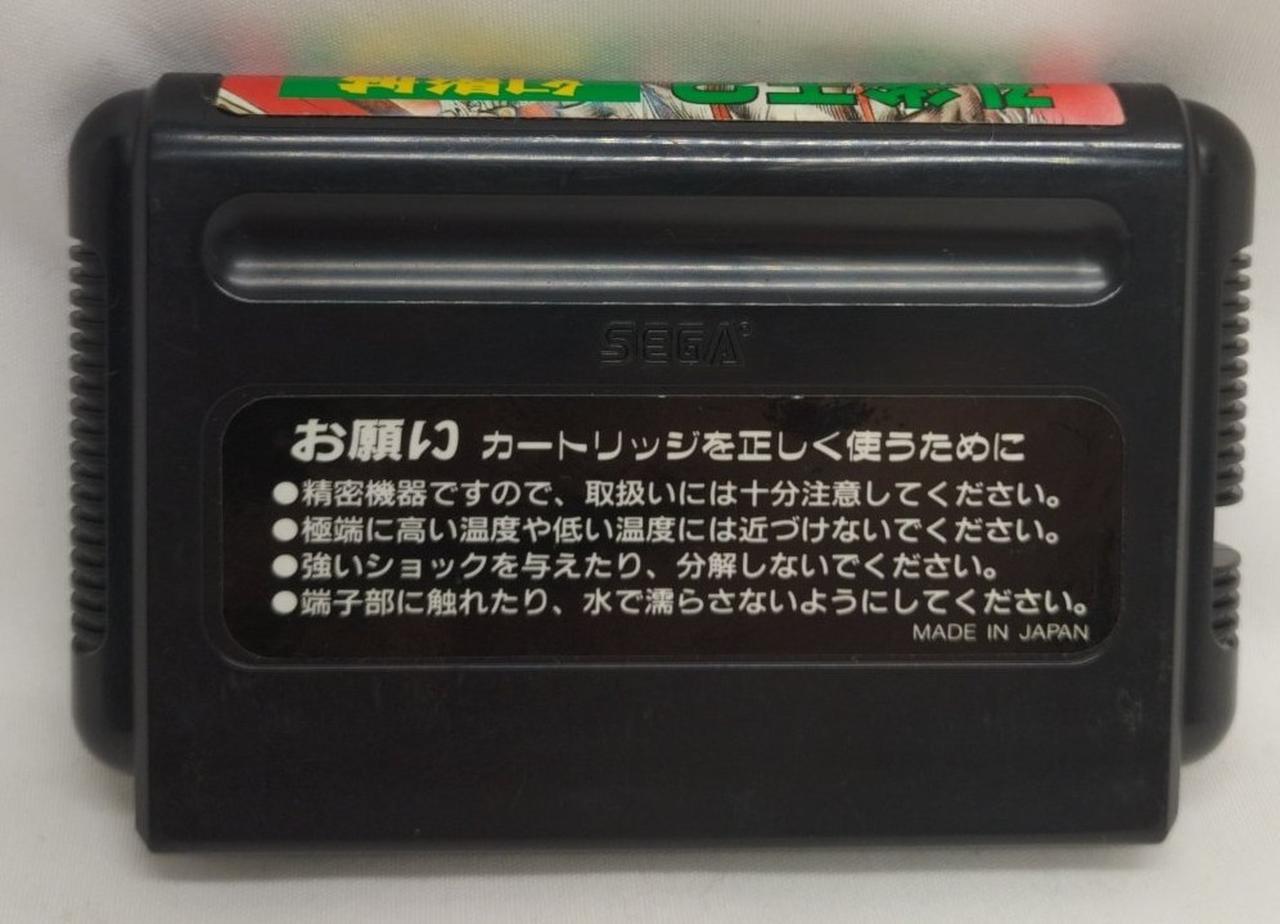 SEGA®
お願い カートリッジを正しく使うために
●精密機器ですので、取扱いには十分注意してください。
●極端に高い温度や低い温度には近づけないでください。
●強いショックを与えたり、分解しないでください。
●端子部に触れたり、水で濡らさないようにしてください。
MADE IN JAPAN